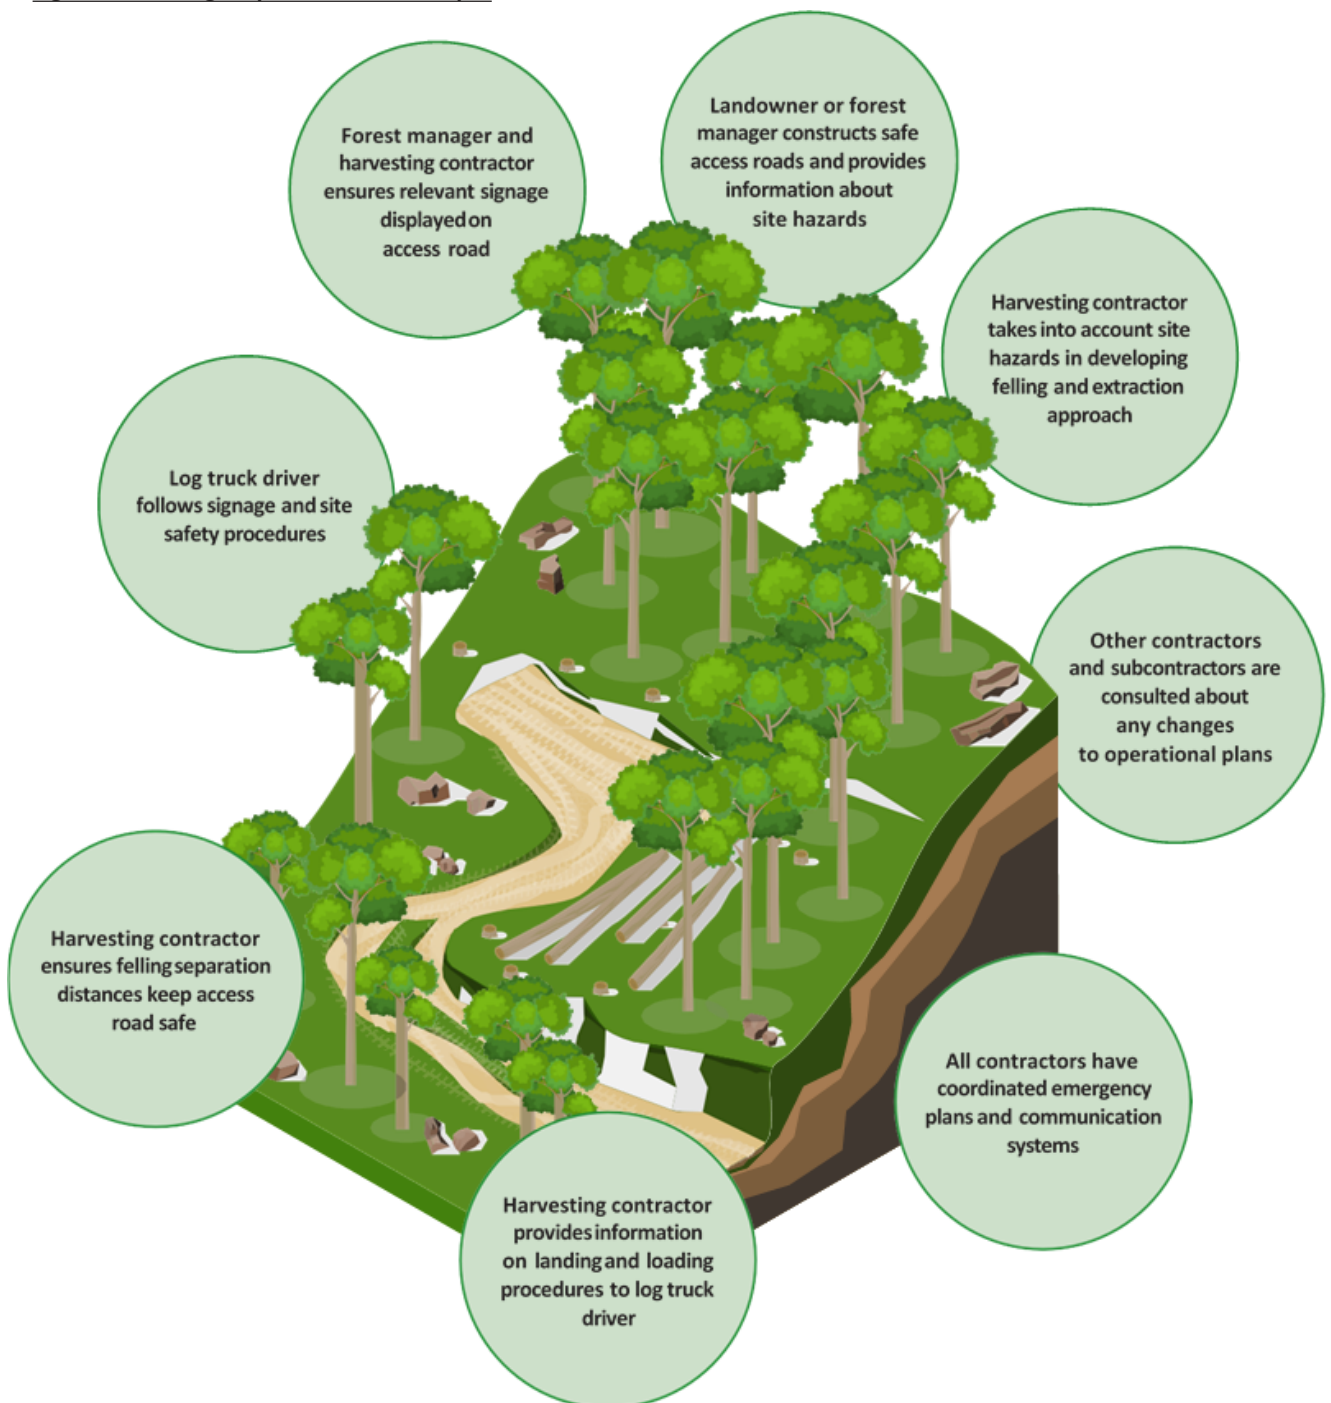 Forest manager and
harvesting contractor
ensures relevant signage
displayed on
access road
Landowner or forest
manager constructs safe
access roads and provides
information about
site hazards
Harvesting contractor
takes into account site
hazards in developing
felling and extraction
approach
Log truck driver
follows signage and site
safety procedures
Other contractors
and subcontractors are
consulted about
any changes
to operational plans
Harvesting contractor
ensures felling separation
distances keep access
road safe
All contractors have
coordinated emergency
plans and communication
systems
Harvesting contractor
provides information
on landing and loading
procedures to log truck
driver